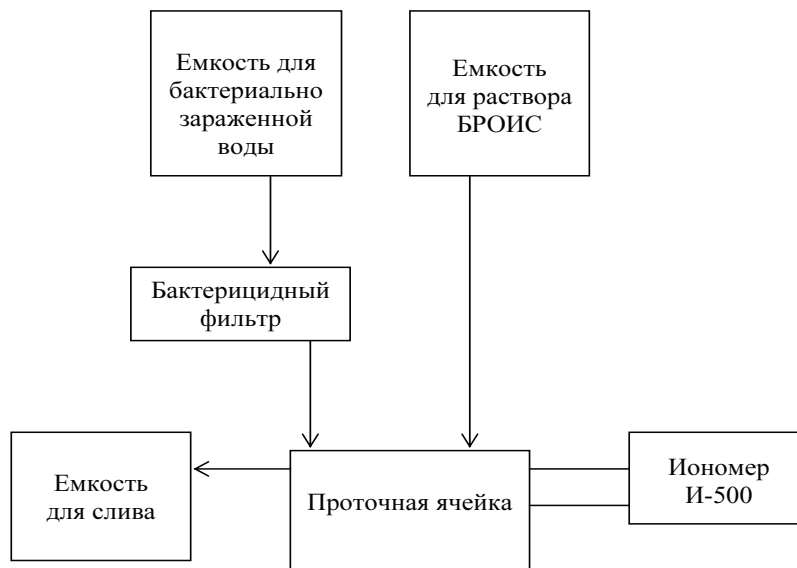 Емкость для
бактериально
зараженной
воды
Емкость
для раствора
БРОИС
Бактерицидный
фильтр
Емкость
для слива
Проточная ячейка
Иономер
И-500